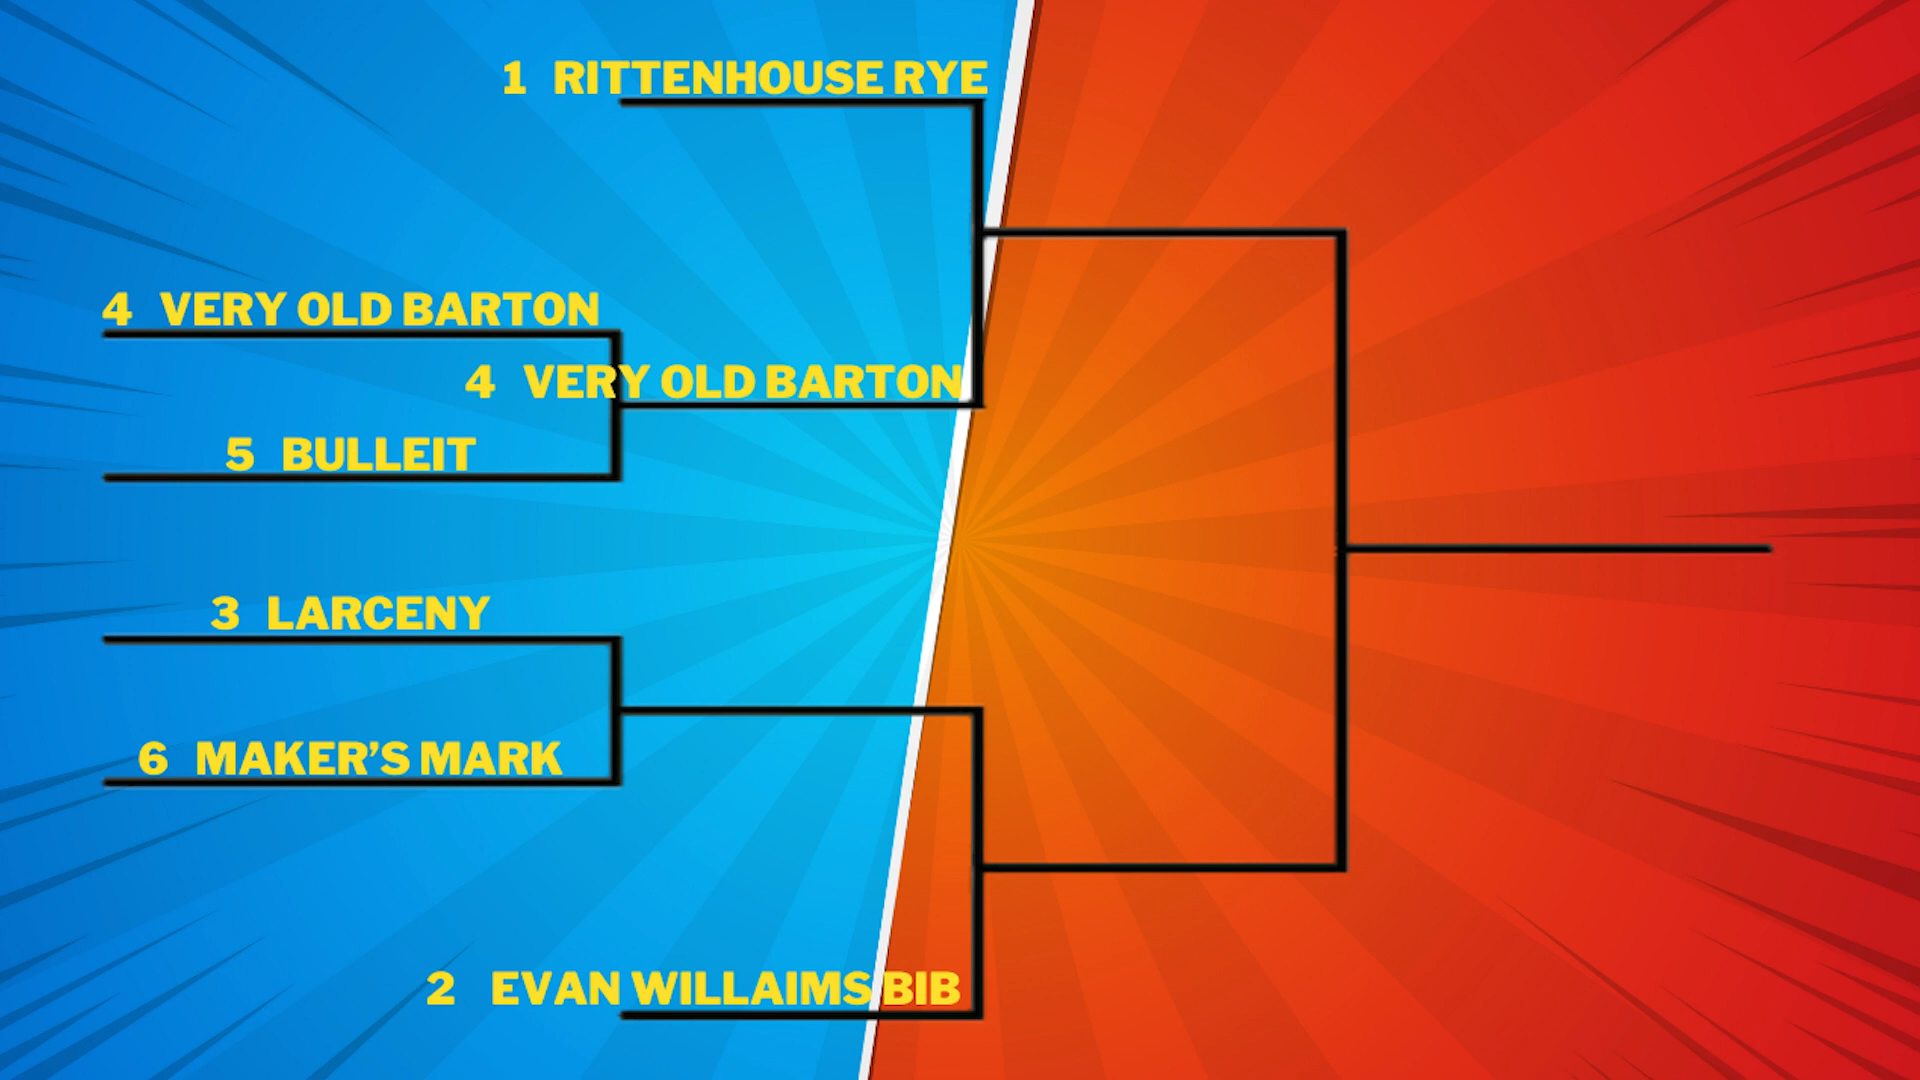 1 RITTENHOUSE RYE
4 VERY OLD BARTON
4 VERY OLD BARTON
5 BULLEIT
3 LARCENY
6 MAKER’S MARK
2 EVAN WILLAIMS BIB